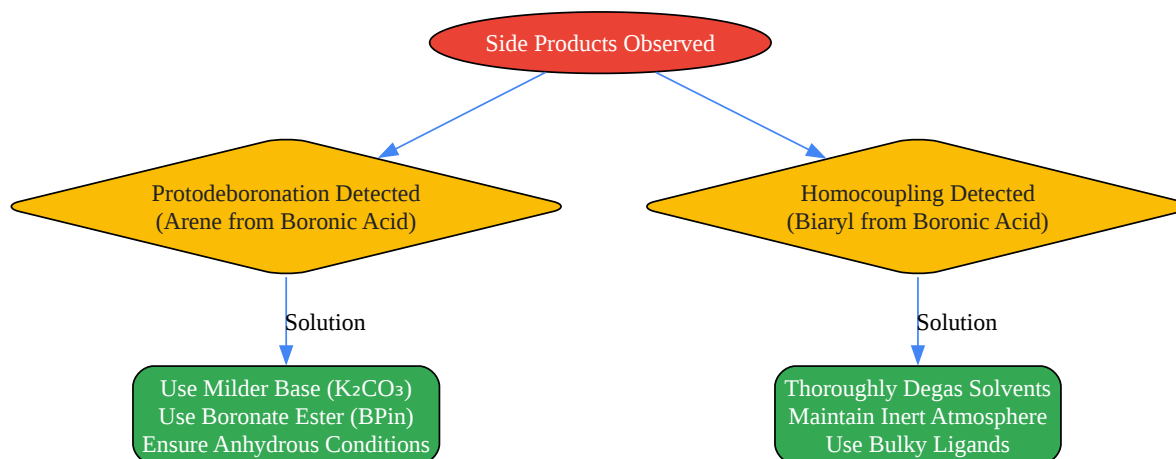 Side Products Observed
Protodeboronation Detected
(Arene from Boronic Acid)
Homocoupling Detected
(Biaryl from Boronic Acid)
Solution
Solution
Use Milder Base (K₂CO₃)
Use Boronate Ester (BPin)
Ensure Anhydrous Conditions
Thoroughly Degas Solvents
Maintain Inert Atmosphere
Use Bulky Ligands